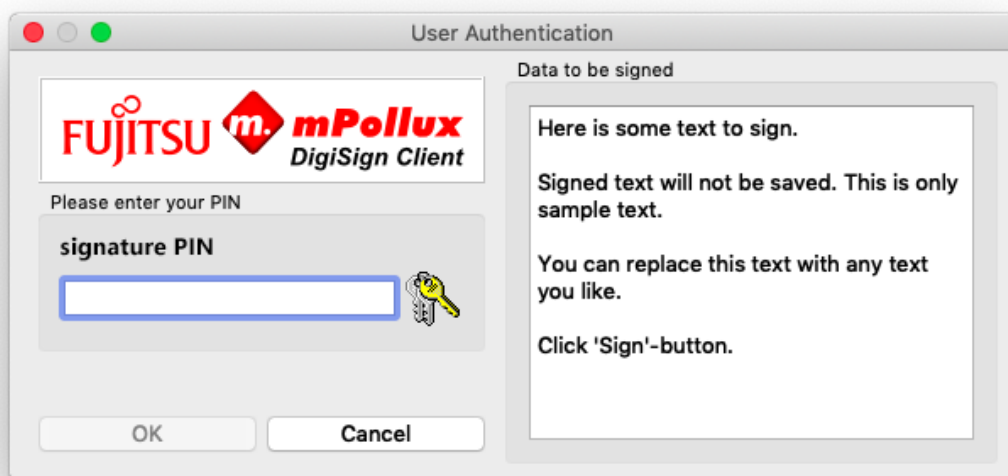 User Authentication
FUJITSU m. mPollux
DigiSign Client
Please enter your PIN
signature PIN
OK
Cancel
Data to be signed
Here is some text to sign.
Signed text will not be saved. This is only
sample text.
You can replace this text with any text
you like.
Click 'Sign'-button.